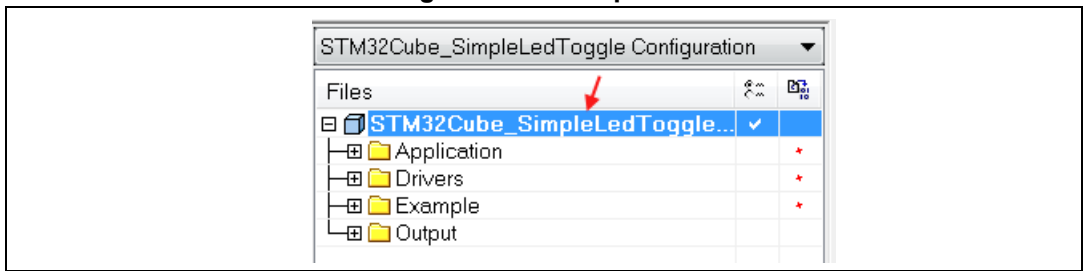 STM32Cube_SimpleLedToggle Configuration
Files
STM32Cube_SimpleLedToggle...
Application
Drivers
Example
Output